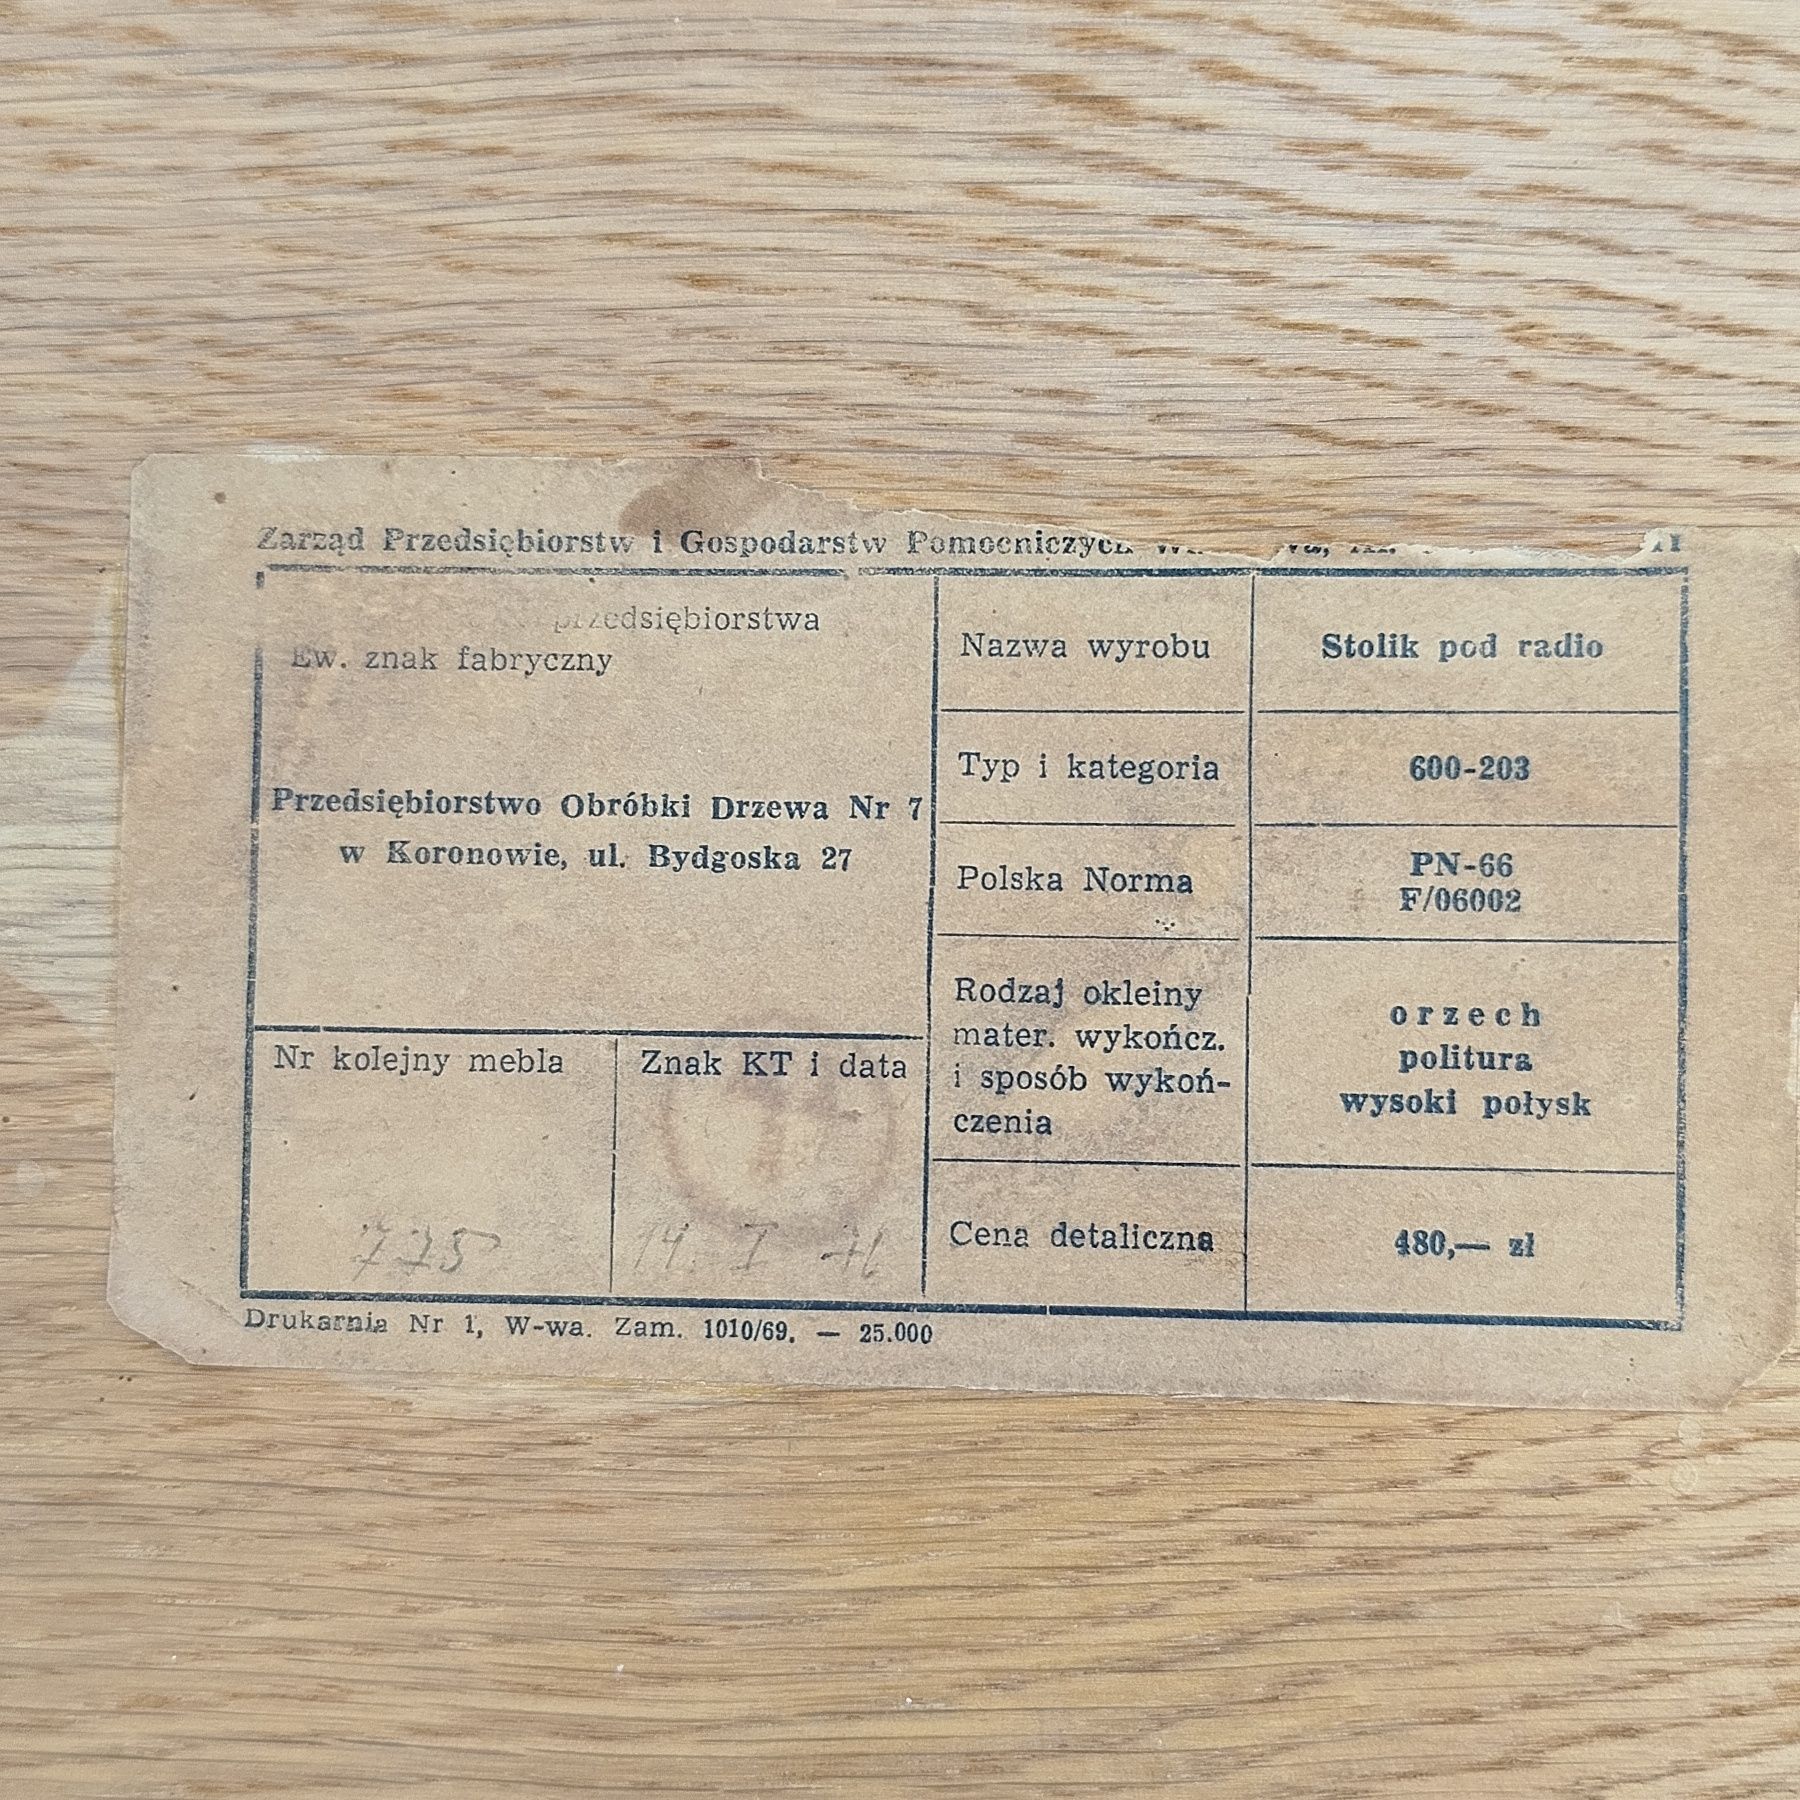 Zarząd Przedsiębiorstw i Gospodarstw Pomocniczych
przedsiębiorstwa
Ew. znak fabryczny
Przedsiębiorstwo Obróbki Drzewa Nr 7
w Koronowie, ul. Bydgoska 27
Nr kolejny mebla
775
Znak KT i data
14. I
Nazwa wyrobu
Stolik pod radio
Typ i kategoria
600-203
Polska Norma
PN-66
F/06002
Rodzaj okleiny
mater. wykończ.
i sposób wykoń-
czenia
orzech
politura
wysoki połysk
Cena detaliczna
480,— zł
Drukarnia Nr 1, W-wa. Zam. 1010/69. — 25.000